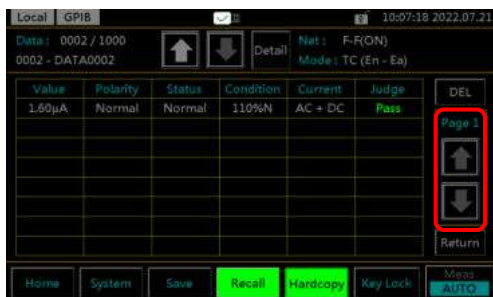 Local GPIB 10:07:18 2022.07.21
Data : 0002 / 1000
0002 - DATA0002
Detail
Net : F-F(ON)
Mode : TC (En - Ea)
Value Polarity Status Condition Current Judge
1.60µA Normal Normal 110%N AC + DC Pass
DEL
Page 1
Return
Home System Save Recall Hardcopy Key Lock Meas
AUTO